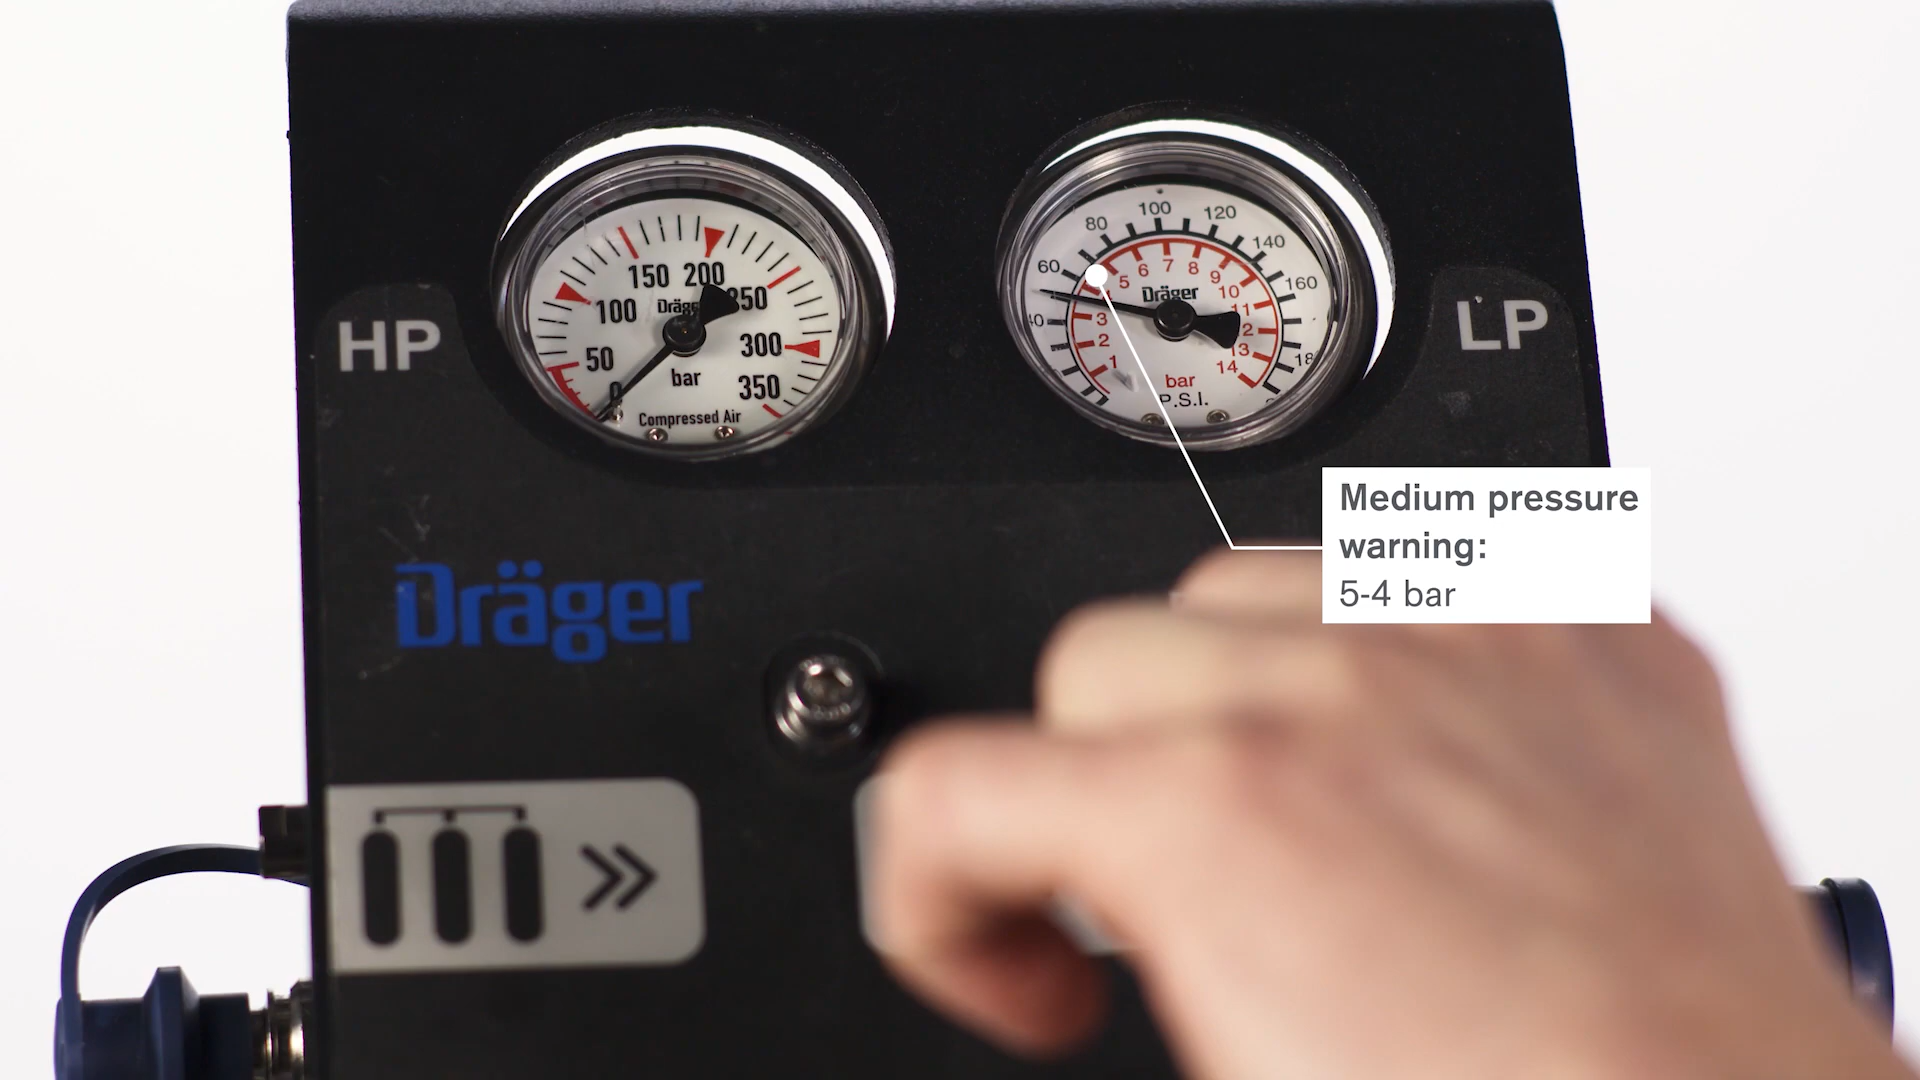 HP
150 200
100
250
Dräger
50
300
0
bar
350
Compressed Air
100
80
120
140
60
160
5 6 7 8 9
10
11
Dräger
3
2
13
1
14
bar
P.S.I.
LP
Medium pressure
warning:
5-4 bar
Dräger